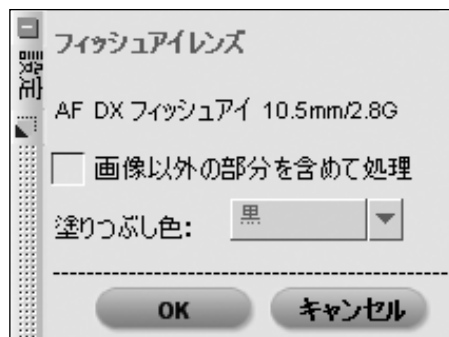 設定
フィッシュアイレンズ
AF DX フィッシュアイ 10.5mm/2.8G
画像以外の部分を含めて処理
塗りつぶし色: 黒
OK キャンセル